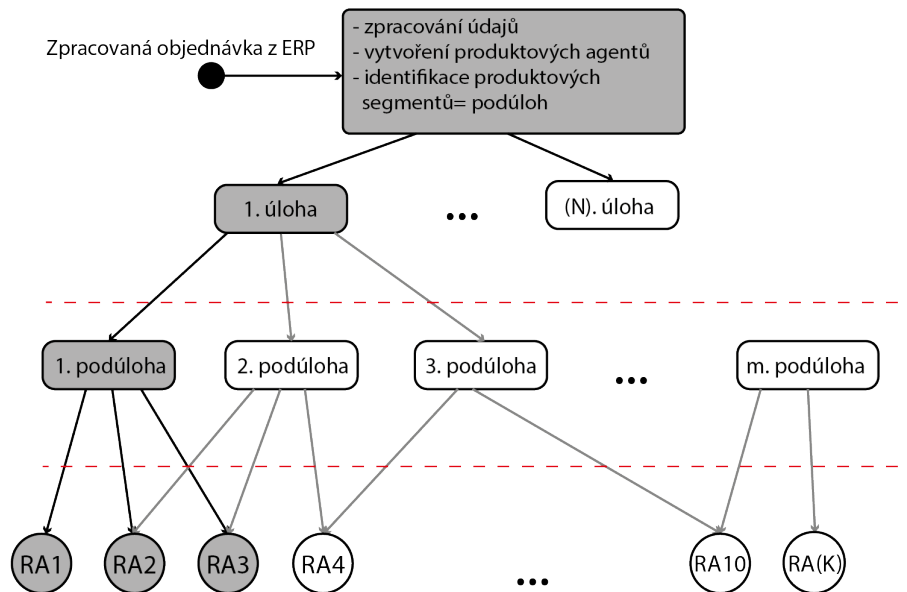 Zpracovaná objednávka z ERP
- zpracování údajů
- vytvoření produktových agentů
- identifikace produktových
segmentů= podúloh
1. úloha
...
(N). úloha
1. podúloha
2. podúloha
3. podúloha
...
m. podúloha
RA1
RA2
RA3
RA4
...
RA10
RA(K)